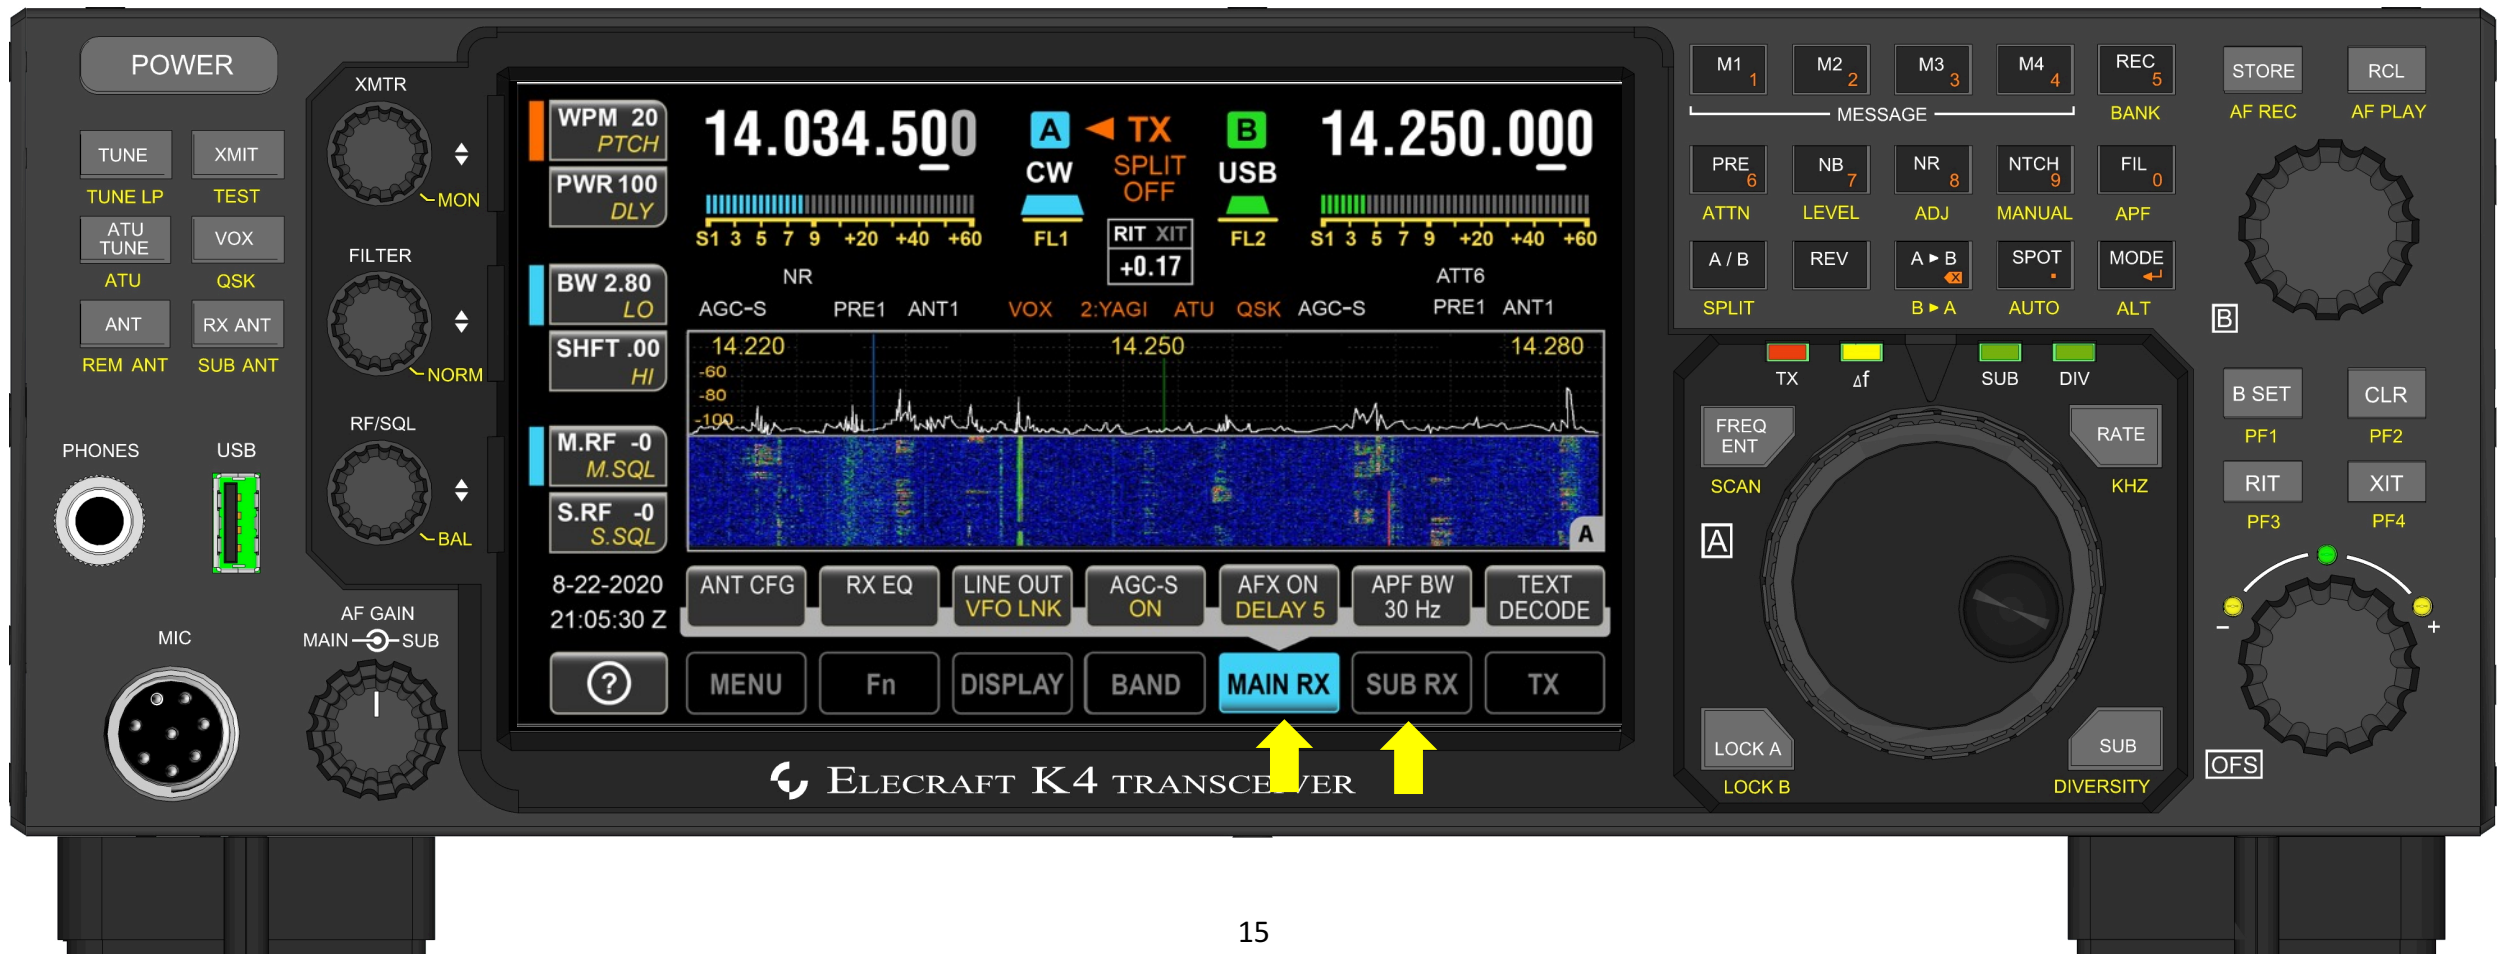 POWER
XMTR
TUNE XMIT
TUNE LP TEST
MON
ATU TUNE VOX
ATU QSK
FILTER
ANT RX ANT
REM ANT SUB ANT
NORM
RF/SQL
PHONES USB
BAL
AF GAIN
MAIN SUB
MIC
WPM 20
PTCH
PWR 100
DLY
BW 2.80
LO
SHFT .00
HI
M.RF -0
M.SQL
S.RF -0
S.SQL
8-22-2020
21:05:30 Z
14.034.500 A TX B 14.250.000
CW SPLIT OFF USB
S1 3 5 7 9 +20 +40 +60 FL1 RIT XIT FL2 S1 3 5 7 9 +20 +40 +60
+0.17
NR ATT6
AGC-S PRE1 ANT1 VOX 2:YAGI ATU QSK AGC-S PRE1 ANT1
14.220 14.250 14.280
-60
-80
-100
A
ANT CFG RX EQ LINE OUT AGC-S AFX ON APF BW TEXT
VFO LNK ON DELAY 5 30 Hz DECODE
? MENU Fn DISPLAY BAND MAIN RX SUB RX TX
ELECRAFT K4 TRANSCEIVER
M1 1 M2 2 M3 3 M4 4 REC 5 STORE RCL
MESSAGE BANK AF REC AF PLAY
PRE 6 NB 7 NR 8 NTCH 9 FIL 0
ATTN LEVEL ADJ MANUAL APF
A / B REV A ▸ B SPOT . MODE
SPLIT B ▸ A AUTO ALT
B
TX Δf SUB DIV
FREQ ENT RATE B SET CLR
SCAN KHZ PF1 PF2
RIT XIT
A PF3 PF4
- +
LOCK A SUB
LOCK B DIVERSITY
OFS
15